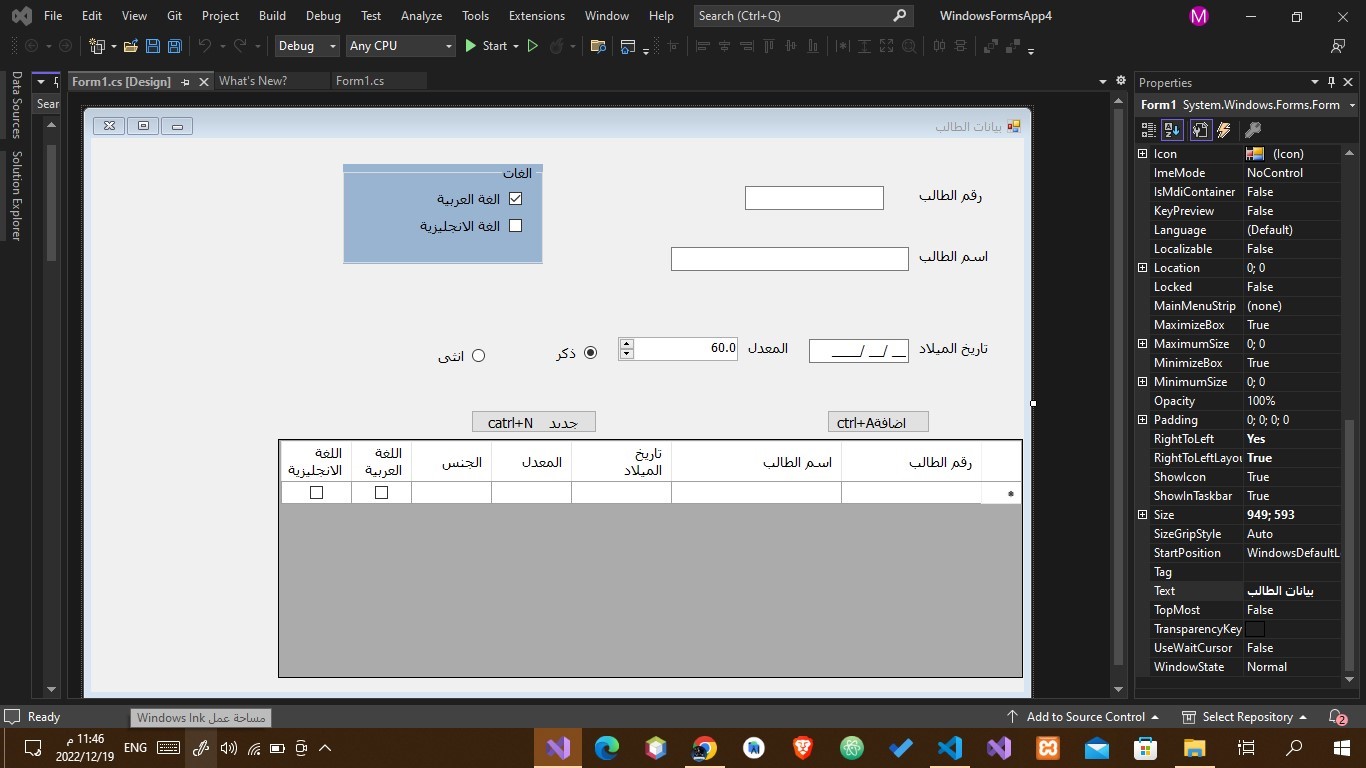 File Edit View Git Project Build Debug Test Analyze Tools Extensions Window Help Search (Ctrl+Q) WindowsFormsApp4 M
Debug Any CPU Start
Data Sources
Solution Explorer
Sear
Form1.cs [Design] What's New? Form1.cs
بيانات الطالب
الغات
الغة العربية
الغة الانجليزية
رقم الطالب
اسم الطالب
تاريخ الميلاد __/ __/ ____ المعدل 60.0 ذكر انثى
اضافةctrl+A جديد catrl+N
رقم الطالب اسم الطالب تاريخ الميلاد المعدل الجنس اللغة العربية اللغة الانجليزية
Properties
Form1 System.Windows.Forms.Form
Icon (Icon)
ImeMode NoControl
IsMdiContainer False
KeyPreview False
Language (Default)
Localizable False
Location 0; 0
Locked False
MainMenuStrip (none)
MaximizeBox True
MaximumSize 0; 0
MinimizeBox True
MinimumSize 0; 0
Opacity 100%
Padding 0; 0; 0; 0
RightToLeft Yes
RightToLeftLayou True
ShowIcon True
ShowInTaskbar True
Size 949; 593
SizeGripStyle Auto
StartPosition WindowsDefaultL
Tag
Text بيانات الطالب
TopMost False
TransparencyKey
UseWaitCursor False
WindowState Normal
Ready مساحة عمل Windows Ink Add to Source Control Select Repository 2
11:46 م ENG
2022/12/19